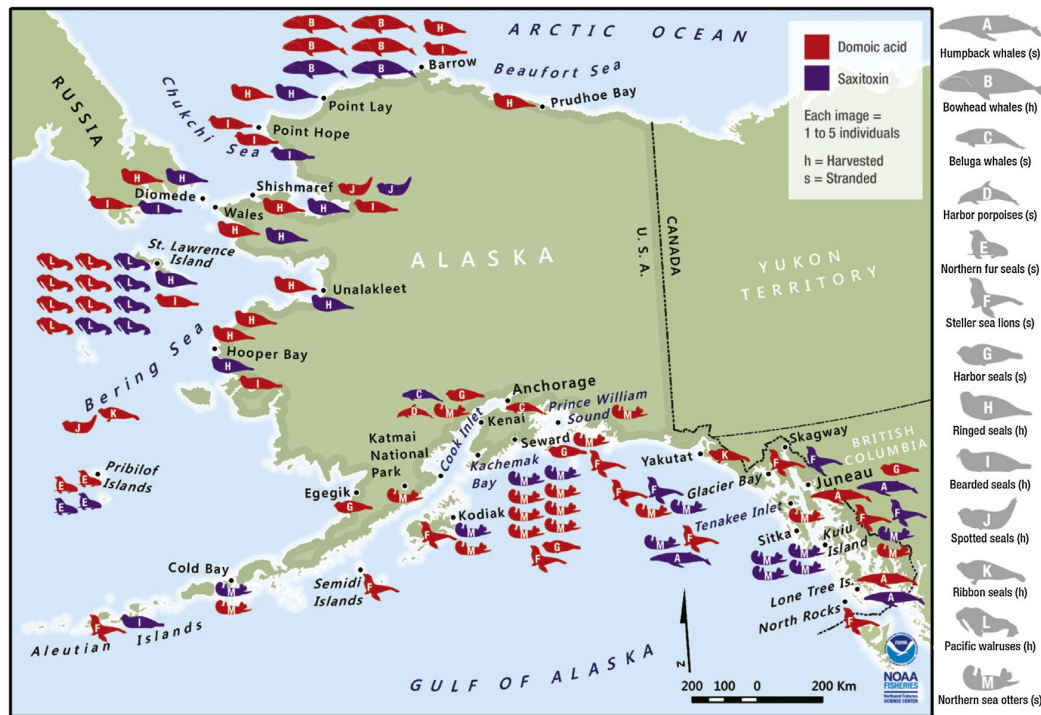 ARCTIC OCEAN
Beaufort Sea
Barrow
Prudhoe Bay
Point Lay
Point Hope
RUSSIA
Chukchi Sea
Shishmaref
Diomede
Wales
St. Lawrence
Island
ALASKA
Unalakleet
Bering Sea
Hooper Bay
U. S. A.
CANADA
YUKON
TERRITORY
Domoic acid
Saxitoxin
Each image =
1 to 5 individuals
h = Harvested
s = Stranded
Anchorage
Prince William
Sound
Kenai
Cook Inlet
Katmai
National
Park
Seward
Kachemak
Bay
Egegik
Kodiak
Pribilof
Islands
Cold Bay
Semidi
Islands
Aleutian Islands
Yakutat
Skagway
BRITISH
COLUMBIA
Glacier Bay
Juneau
Tenakee Inlet
Sitka
Kuiu
Island
Lone Tree Is.
North Rocks
GULF OF ALASKA
N
200 100 0 200 Km
NOAA
FISHERIES
Northwest Fisheries
SCIENCE CENTER
A
Humpback whales (s)
B
Bowhead whales (h)
C
Beluga whales (s)
D
Harbor porpoises (s)
E
Northern fur seals (s)
F
Steller sea lions (s)
G
Harbor seals (s)
H
Ringed seals (h)
I
Bearded seals (h)
J
Spotted seals (h)
K
Ribbon seals (h)
L
Pacific walruses (h)
M
Northern sea otters (s)